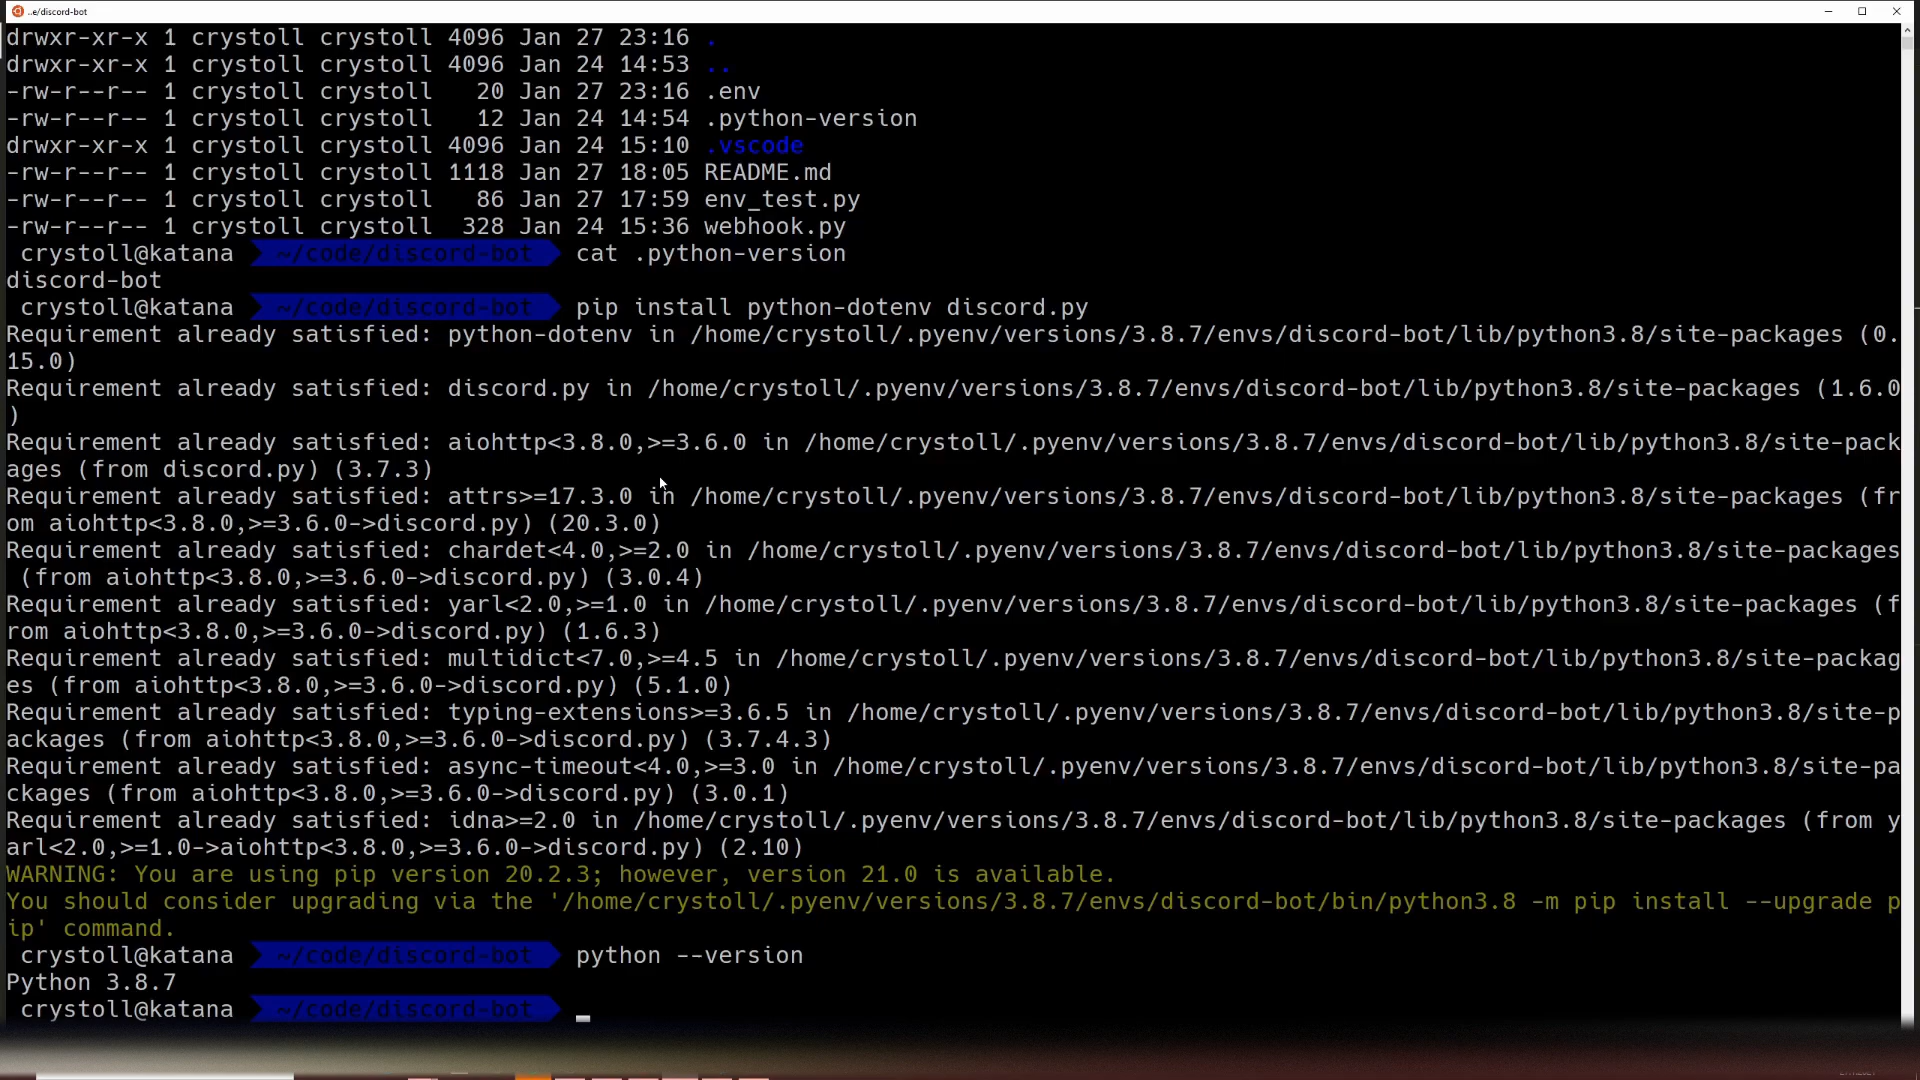 ..e/discord-bot
drwxr-xr-x 1 crystoll crystoll 4096 Jan 27 23:16 .
drwxr-xr-x 1 crystoll crystoll 4096 Jan 24 14:53 ..
-rw-r--r-- 1 crystoll crystoll   20 Jan 27 23:16 .env
-rw-r--r-- 1 crystoll crystoll   12 Jan 24 14:54 .python-version
drwxr-xr-x 1 crystoll crystoll 4096 Jan 24 15:10 .vscode
-rw-r--r-- 1 crystoll crystoll 1118 Jan 27 18:05 README.md
-rw-r--r-- 1 crystoll crystoll   86 Jan 27 17:59 env_test.py
-rw-r--r-- 1 crystoll crystoll  328 Jan 24 15:36 webhook.py
crystoll@katana ~/code/discord-bot cat .python-version
discord-bot
crystoll@katana ~/code/discord-bot pip install python-dotenv discord.py
Requirement already satisfied: python-dotenv in /home/crystoll/.pyenv/versions/3.8.7/envs/discord-bot/lib/python3.8/site-packages (0.
15.0)
Requirement already satisfied: discord.py in /home/crystoll/.pyenv/versions/3.8.7/envs/discord-bot/lib/python3.8/site-packages (1.6.0
)
Requirement already satisfied: aiohttp<3.8.0,>=3.6.0 in /home/crystoll/.pyenv/versions/3.8.7/envs/discord-bot/lib/python3.8/site-pack
ages (from discord.py) (3.7.3)
Requirement already satisfied: attrs>=17.3.0 in /home/crystoll/.pyenv/versions/3.8.7/envs/discord-bot/lib/python3.8/site-packages (fr
om aiohttp<3.8.0,>=3.6.0->discord.py) (20.3.0)
Requirement already satisfied: chardet<4.0,>=2.0 in /home/crystoll/.pyenv/versions/3.8.7/envs/discord-bot/lib/python3.8/site-packages
(from aiohttp<3.8.0,>=3.6.0->discord.py) (3.0.4)
Requirement already satisfied: yarl<2.0,>=1.0 in /home/crystoll/.pyenv/versions/3.8.7/envs/discord-bot/lib/python3.8/site-packages (f
rom aiohttp<3.8.0,>=3.6.0->discord.py) (1.6.3)
Requirement already satisfied: multidict<7.0,>=4.5 in /home/crystoll/.pyenv/versions/3.8.7/envs/discord-bot/lib/python3.8/site-packag
es (from aiohttp<3.8.0,>=3.6.0->discord.py) (5.1.0)
Requirement already satisfied: typing-extensions>=3.6.5 in /home/crystoll/.pyenv/versions/3.8.7/envs/discord-bot/lib/python3.8/site-p
ackages (from aiohttp<3.8.0,>=3.6.0->discord.py) (3.7.4.3)
Requirement already satisfied: async-timeout<4.0,>=3.0 in /home/crystoll/.pyenv/versions/3.8.7/envs/discord-bot/lib/python3.8/site-pa
ckages (from aiohttp<3.8.0,>=3.6.0->discord.py) (3.0.1)
Requirement already satisfied: idna>=2.0 in /home/crystoll/.pyenv/versions/3.8.7/envs/discord-bot/lib/python3.8/site-packages (from y
arl<2.0,>=1.0->aiohttp<3.8.0,>=3.6.0->discord.py) (2.10)
WARNING: You are using pip version 20.2.3; however, version 21.0 is available.
You should consider upgrading via the '/home/crystoll/.pyenv/versions/3.8.7/envs/discord-bot/bin/python3.8 -m pip install --upgrade p
ip' command.
crystoll@katana ~/code/discord-bot python --version
Python 3.8.7
crystoll@katana ~/code/discord-bot